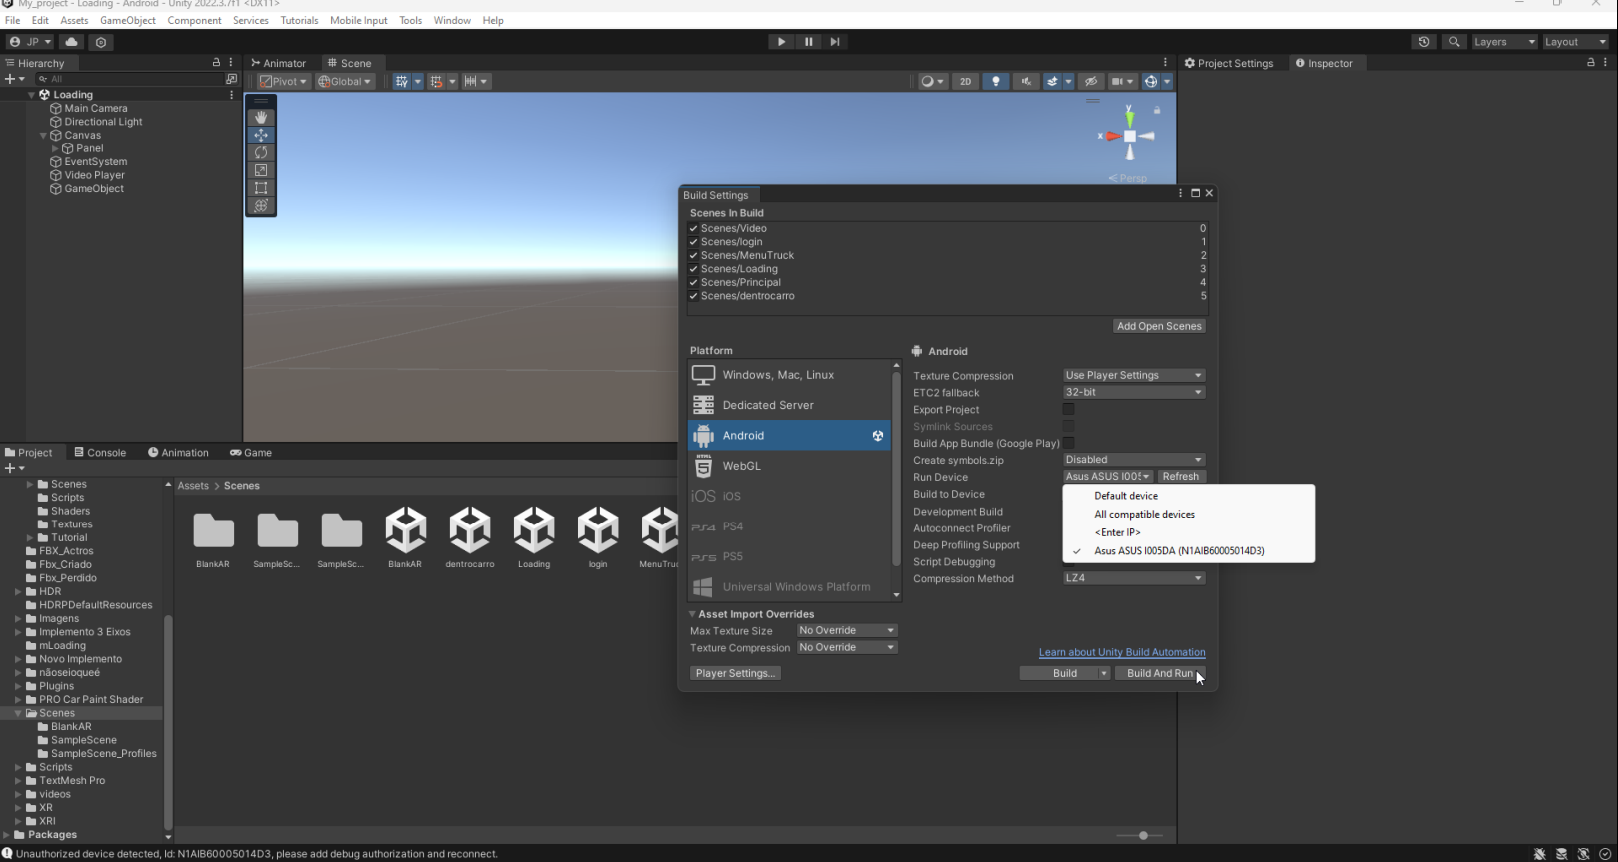 My_project - Loading - Android - Unity 2022.3.7f1 <DX11>
File Edit Assets GameObject Component Services Tutorials Mobile Input Tools Window Help
JP
Layers
Layout
Hierarchy
All
Loading
Main Camera
Directional Light
Canvas
Panel
EventSystem
Video Player
GameObject
Animator
Scene
Pivot
Global
2D
y
x
Persp
Project Settings
Inspector
Build Settings
Scenes In Build
Scenes/Video 0
Scenes/login 1
Scenes/MenuTruck 2
Scenes/Loading 3
Scenes/Principal 4
Scenes/dentrocarro 5
Add Open Scenes
Platform
Windows, Mac, Linux
Dedicated Server
Android
HTML 5
WebGL
iOS iOS
PS4 PS4
PS5 PS5
Universal Windows Platform
Android
Texture Compression Use Player Settings
ETC2 fallback 32-bit
Export Project
Symlink Sources
Build App Bundle (Google Play)
Create symbols.zip Disabled
Run Device Asus ASUS I005 Refresh
Build to Device
Development Build
Autoconnect Profiler
Deep Profiling Support
Script Debugging
Compression Method LZ4
Default device
All compatible devices
<Enter IP>
Asus ASUS I005DA (N1AIB60005014D3)
Asset Import Overrides
Max Texture Size No Override
Texture Compression No Override
Learn about Unity Build Automation
Player Settings...
Build
Build And Run
Project
Console
Animation
Game
Scenes
Scripts
Shaders
Textures
Tutorial
FBX_Actros
Fbx_Criado
Fbx_Perdido
HDR
HDRPDefaultResources
Imagens
Implemento 3 Eixos
mLoading
Novo Implemento
nãoseioqueé
Plugins
PRO Car Paint Shader
Scenes
BlankAR
SampleScene
SampleScene_Profiles
Scripts
TextMesh Pro
videos
XR
XRI
Packages
Assets > Scenes
BlankAR
SampleSc...
SampleSc...
BlankAR
dentrocarro
Loading
login
MenuTruc
Unauthorized device detected, Id: N1AIB60005014D3, please add debug authorization and reconnect.